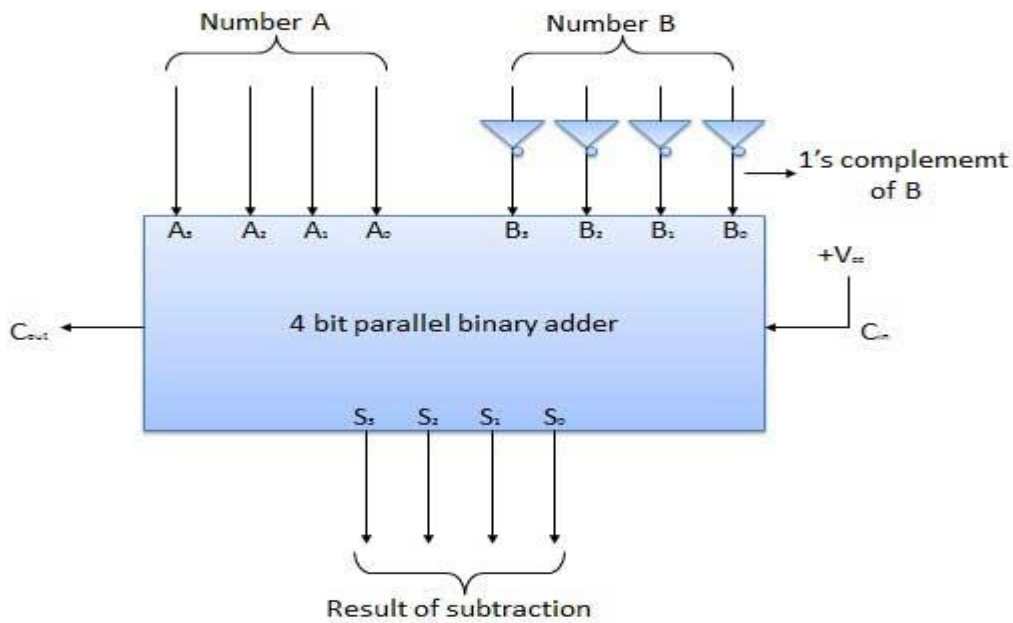 Number A
Number B
1's complememt
of B
A₃ A₂ A₁ A₀ B₃ B₂ B₁ B₀
+Vcc
4 bit parallel binary adder
Cout
Cin
S₃ S₂ S₁ S₀
Result of subtraction